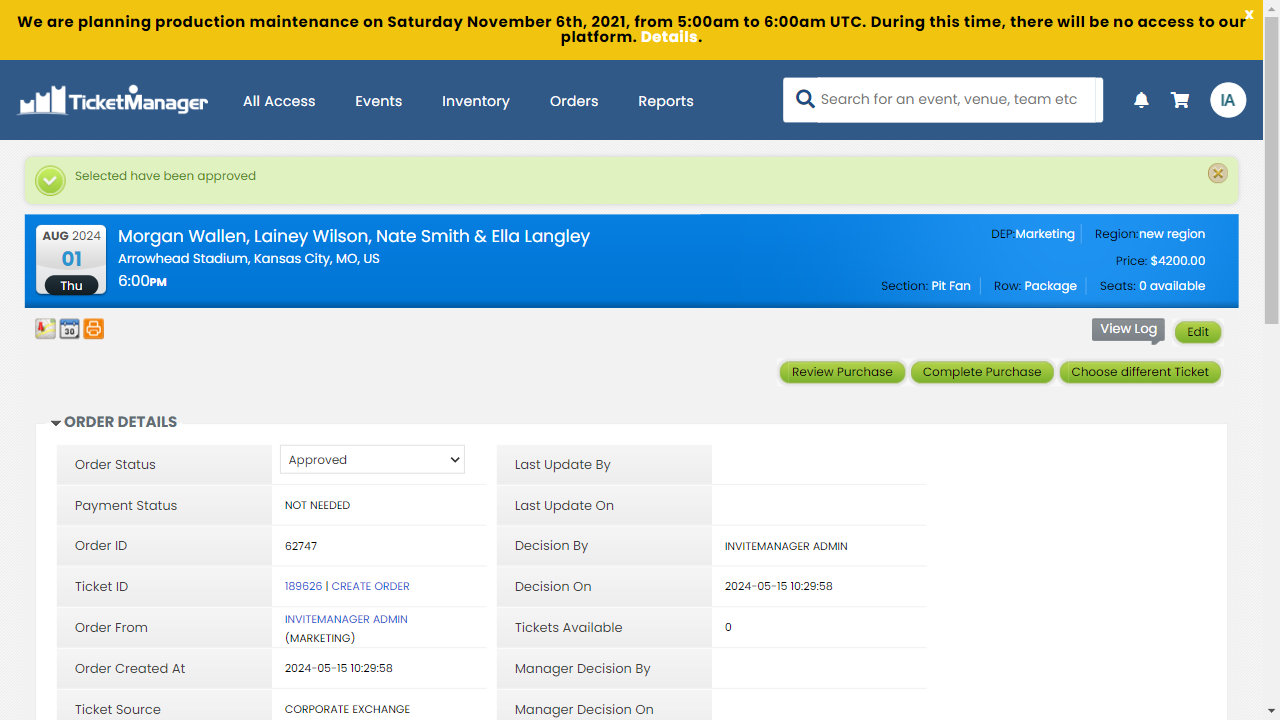 We are planning production maintenance on Saturday November 6th, 2021, from 5:00am to 6:00am UTC. During this time, there will be no access to our
platform. Details.
x
TicketManager
All Access
Events
Inventory
Orders
Reports
Search for an event, venue, team etc
IA
Selected have been approved
AUG 2024
01
Thu
Morgan Wallen, Lainey Wilson, Nate Smith & Ella Langley
Arrowhead Stadium, Kansas City, MO, US
6:00PM
DEP:Marketing
Region:new region
Price: $4200.00
Section: Pit Fan
Row: Package
Seats: 0 available
30
View Log
Edit
Review Purchase
Complete Purchase
Choose different Ticket
ORDER DETAILS
Order Status
Approved
Last Update By
Payment Status
NOT NEEDED
Last Update On
Order ID
62747
Decision By
INVITEMANAGER ADMIN
Ticket ID
189626 | CREATE ORDER
Decision On
2024-05-15 10:29:58
Order From
INVITEMANAGER ADMIN
(MARKETING)
Tickets Available
0
Order Created At
2024-05-15 10:29:58
Manager Decision By
Ticket Source
CORPORATE EXCHANGE
Manager Decision On